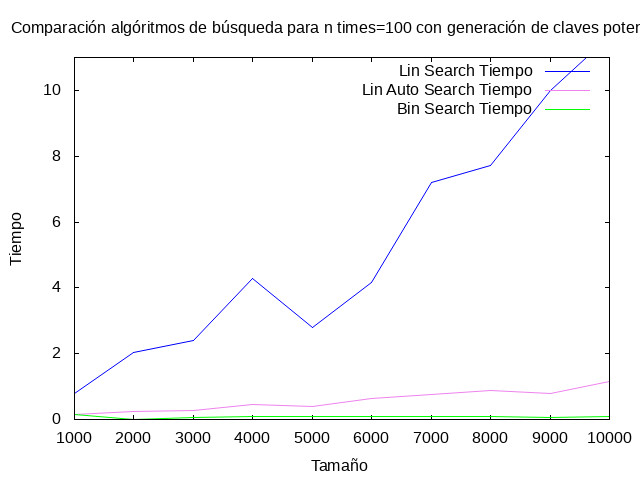 Comparación algóritmos de búsqueda para n times=100 con generación de claves poten
Lin Search Tiempo
Lin Auto Search Tiempo
Bin Search Tiempo
10
8
6
4
2
0
Tiempo
1000 2000 3000 4000 5000 6000 7000 8000 9000 10000
Tamaño